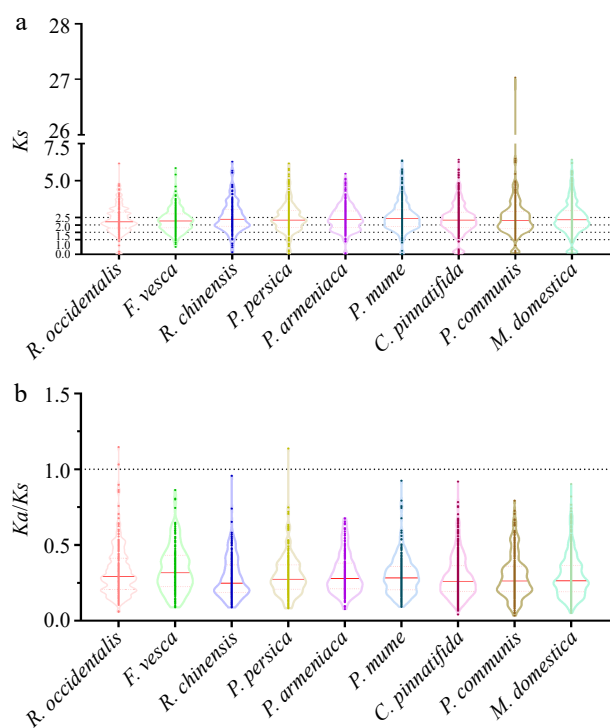 a
28
27
26
7.5
5.0
2.5
2.0
1.5
1.0
0.0
Ks
R. occidentalis
F. vesca
R. chinensis
P. persica
P. armeniaca
P. mume
C. pinnatifida
P. communis
M. domestica
b
1.5
1.0
0.5
0.0
Ka/Ks
R. occidentalis
F. vesca
R. chinensis
P. persica
P. armeniaca
P. mume
C. pinnatifida
P. communis
M. domestica